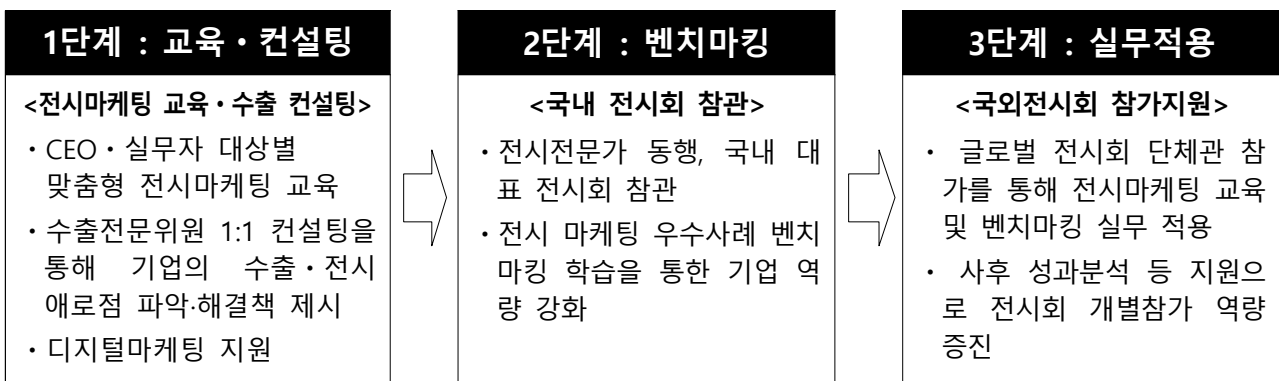 1단계 : 교육・컨설팅
<전시마케팅 교육・수출 컨설팅>
・CEO・실무자 대상별
맞춤형 전시마케팅 교육
・수출전문위원 1:1 컨설팅을
통해 기업의 수출・전시
애로점 파악·해결책 제시
・디지털마케팅 지원
2단계 : 벤치마킹
<국내 전시회 참관>
・전시전문가 동행, 국내 대
표 전시회 참관
・전시 마케팅 우수사례 벤치
마킹 학습을 통한 기업 역
량 강화
3단계 : 실무적용
<국외전시회 참가지원>
・ 글로벌 전시회 단체관 참
가를 통해 전시마케팅 교육
및 벤치마킹 실무 적용
・ 사후 성과분석 등 지원으
로 전시회 개별참가 역량
증진